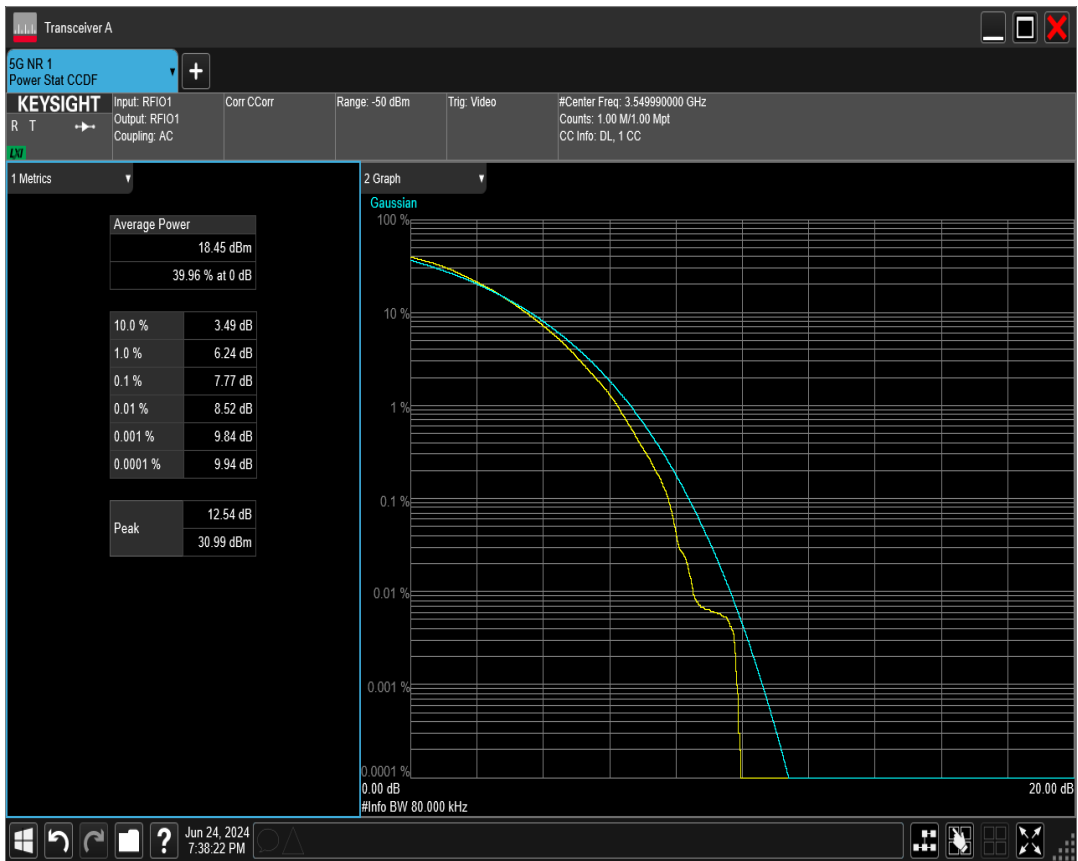 Transceiver A
5G NR 1
Power Stat CCDF
+
KEYSIGHT
R T
LXI
Input: RFIO1
Output: RFIO1
Coupling: AC
Corr CCorr
Range: -50 dBm
Trig: Video
#Center Freq: 3.549990000 GHz
Counts: 1.00 M/1.00 Mpt
CC Info: DL, 1 CC
1 Metrics
Average Power
18.45 dBm
39.96 % at 0 dB
10.0 % 3.49 dB
1.0 % 6.24 dB
0.1 % 7.77 dB
0.01 % 8.52 dB
0.001 % 9.84 dB
0.0001 % 9.94 dB
Peak
12.54 dB
30.99 dBm
2 Graph
Gaussian
100 %
10 %
1 %
0.1 %
0.01 %
0.001 %
0.0001 %
0.00 dB
20.00 dB
#Info BW 80.000 kHz
?
Jun 24, 2024
7:38:22 PM